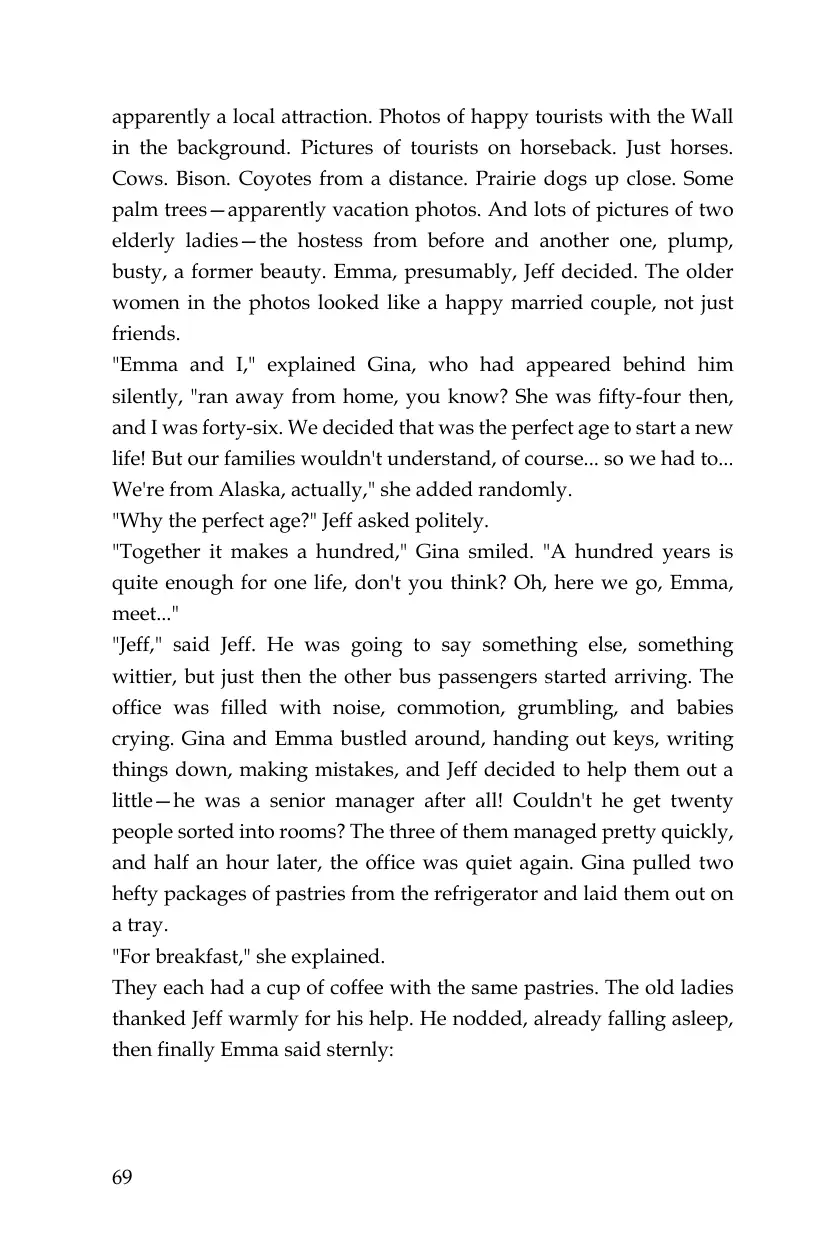 apparently a local attraction. Photos of happy tourists with the Wall
in the background. Pictures of tourists on horseback. Just horses.
Cows. Bison. Coyotes from a distance. Prairie dogs up close. Some
palm trees—apparently vacation photos. And lots of pictures of two
elderly ladies—the hostess from before and another one, plump,
busty, a former beauty. Emma, presumably, Jeff decided. The older
women in the photos looked like a happy married couple, not just
friends.
"Emma and I," explained Gina, who had appeared behind him
silently, "ran away from home, you know? She was fifty-four then,
and I was forty-six. We decided that was the perfect age to start a new
life! But our families wouldn't understand, of course... so we had to...
We're from Alaska, actually," she added randomly.
"Why the perfect age?" Jeff asked politely.
"Together it makes a hundred," Gina smiled. "A hundred years is
quite enough for one life, don't you think? Oh, here we go, Emma,
meet..."
"Jeff," said Jeff. He was going to say something else, something
wittier, but just then the other bus passengers started arriving. The
office was filled with noise, commotion, grumbling, and babies
crying. Gina and Emma bustled around, handing out keys, writing
things down, making mistakes, and Jeff decided to help them out a
little—he was a senior manager after all! Couldn't he get twenty
people sorted into rooms? The three of them managed pretty quickly,
and half an hour later, the office was quiet again. Gina pulled two
hefty packages of pastries from the refrigerator and laid them out on
a tray.
"For breakfast," she explained.
They each had a cup of coffee with the same pastries. The old ladies
thanked Jeff warmly for his help. He nodded, already falling asleep,
then finally Emma said sternly:
69